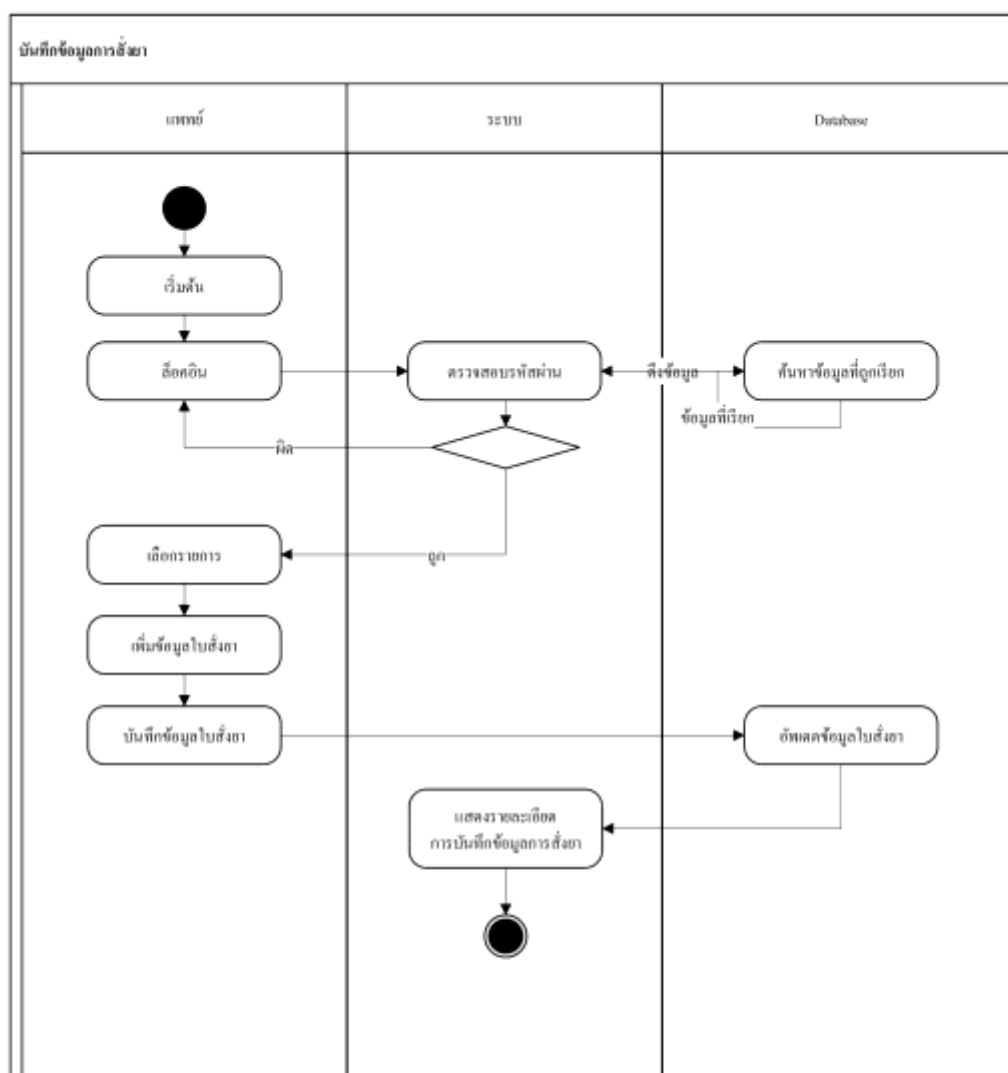 บันทึกข้อมูลการสั่งยา
แพทย์
ระบบ
Database
เริ่มต้น
ล็อคอิน
ตรวจสอบรหัสผ่าน
ดึงข้อมูล
ค้นหาข้อมูลที่ถูกเรียก
ข้อมูลที่เรียก
ผิด
เลือกรายการ
ถูก
เพิ่มข้อมูลใบสั่งยา
บันทึกข้อมูลใบสั่งยา
อัพเดตข้อมูลใบสั่งยา
แสดงรายละเอียด
การบันทึกข้อมูลการสั่งยา